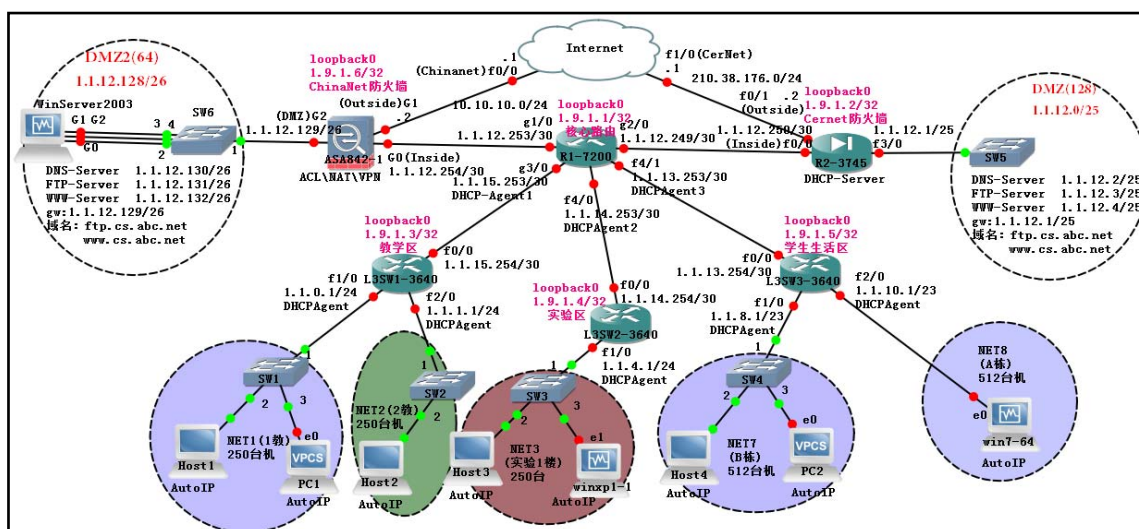 Internet
DMZ2(64)
1.1.12.128/26
WinServer2003
G1 G2
G0
3 4
2
SW6
1
DNS-Server 1.1.12.130/26
FTP-Server 1.1.12.131/26
WWW-Server 1.1.12.132/26
gw:1.1.12.129/26
域名: ftp.cs.abc.net
www.cs.abc.net
loopback0
1.9.1.6/32
ChinaNet防火墙
.1
(Chinanet)f0/0
(Outside)G1
.2
10.10.10.0/24
(DMZ)G2
1.1.12.129/26
ASA842-1
ACL\NAT\VPN
G0(Inside)
1.1.12.254/30
loopback0
1.9.1.1/32
核心路由
g1/0
1.1.12.253/30
g2/0
1.1.12.249/30
R1-7200
g3/0
1.1.15.253/30
DHCP-Agent1
f4/0
1.1.14.253/30
DHCPAgent2
f4/1
1.1.13.253/30
DHCPAgent3
f1/0(CerNet)
.1
210.38.176.0/24
f0/1 .2
(Outside)
loopback0
1.9.1.2/32
Cernet防火墙
1.1.12.250/30
(Inside)f0/0
R2-3745
DHCP-Server
1.1.12.1/25
f3/0
DMZ(128)
1.1.12.0/25
SW5
DNS-Server 1.1.12.2/25
FTP-Server 1.1.12.3/25
WWW-Server 1.1.12.4/25
gw:1.1.12.1/25
域名: ftp.cs.abc.net
www.cs.abc.net
loopback0
1.9.1.3/32
教学区
f0/0
1.1.15.254/30
L3SW1-3640
f1/0
1.1.0.1/24
DHCPAgent
f2/0
1.1.1.1/24
DHCPAgent
loopback0
1.9.1.4/32
实验区
f0/0
1.1.14.254/30
L3SW2-3640
f1/0
1.1.4.1/24
DHCPAgent
loopback0
1.9.1.5/32
学生生活区
f0/0
1.1.13.254/30
L3SW3-3640
f1/0
1.1.8.1/23
DHCPAgent
f2/0
1.1.10.1/23
DHCPAgent
1
SW1
2
3
e0
NET1(1教)
250台机
Host1
AutoIP
VPCS
PC1
AutoIP
1
SW2
2
NET2(2教)
250台机
Host2
AutoIP
1
SW3
2
3
e1
NET3
(实验1楼)
250台
Host3
AutoIP
winxp1-1
AutoIP
1
SW4
2
3
e0
NET7
(B栋)
512台机
Host4
AutoIP
VPCS
PC2
AutoIP
NET8
(A栋)
512台机
e0
win7-64
AutoIP